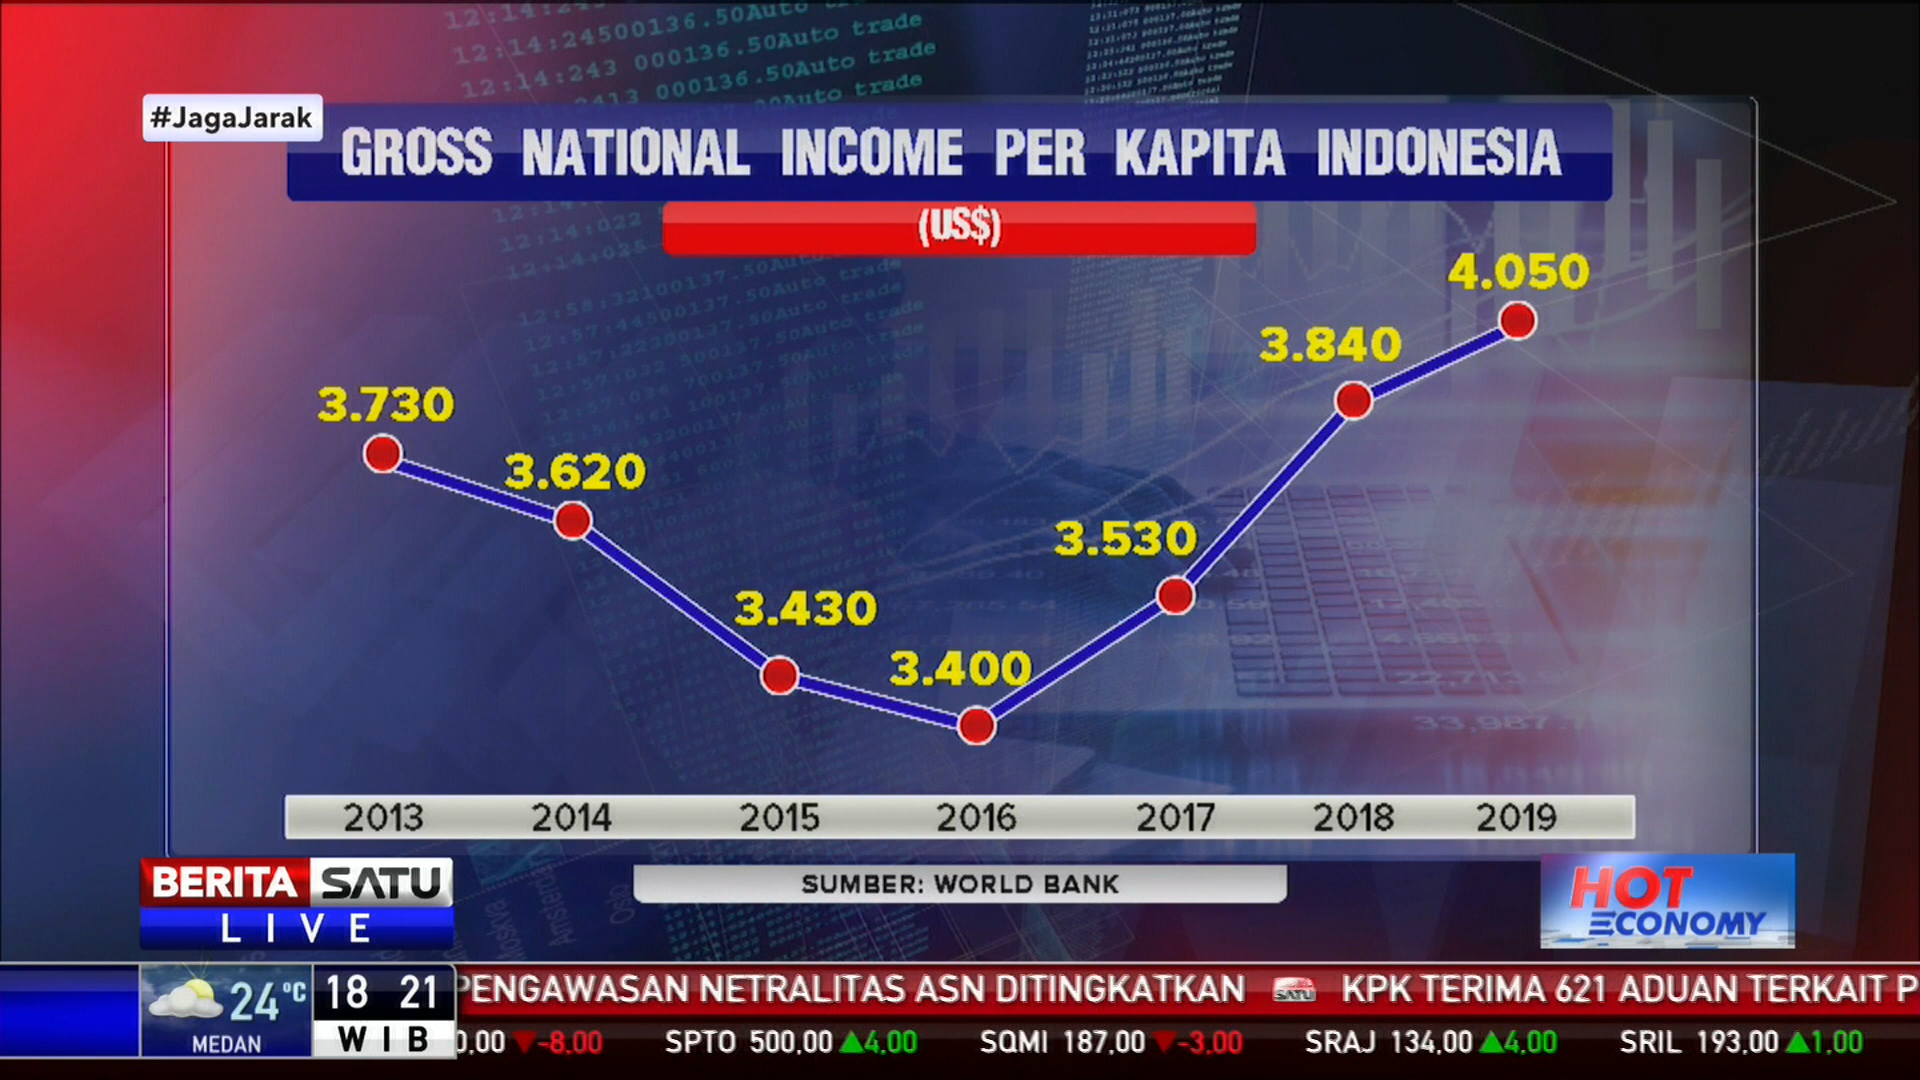 #JagaJarak
GROSS NATIONAL INCOME PER KAPITA INDONESIA
(US$)
3.730
3.620
3.430
3.400
3.530
3.840
4.050
2013 2014 2015 2016 2017 2018 2019
SUMBER: WORLD BANK
BERITA SATU
LIVE
HOT
ECONOMY
24°C
MEDAN
18 21
WIB
PENGAWASAN NETRALITAS ASN DITINGKATKAN SATU KPK TERIMA 621 ADUAN TERKAIT P
0,00 ▼-8,00 SPTO 500,00 ▲4,00 SQMI 187,00 ▼-3,00 SRAJ 134,00 ▲4,00 SRIL 193,00 ▲1,00